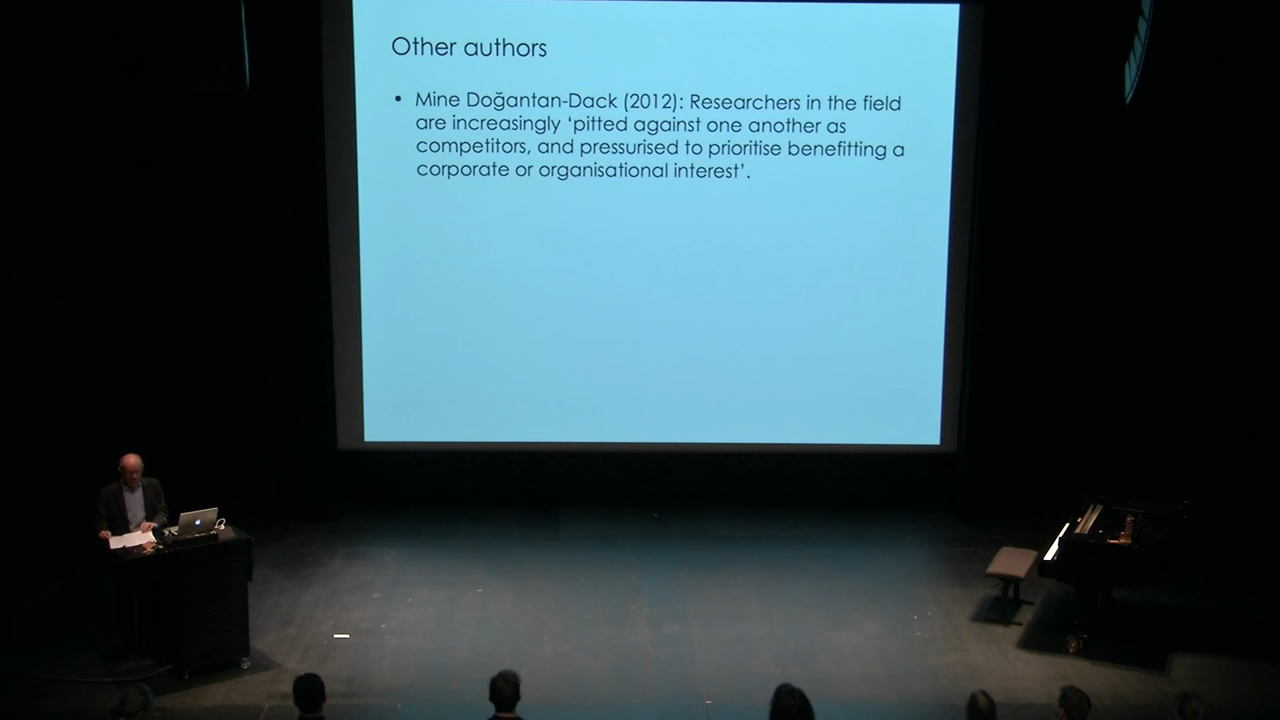 Other authors
• Mine Doğantan-Dack (2012): Researchers in the field
are increasingly ‘pitted against one another as
competitors, and pressurised to prioritise benefitting a
corporate or organisational interest’.